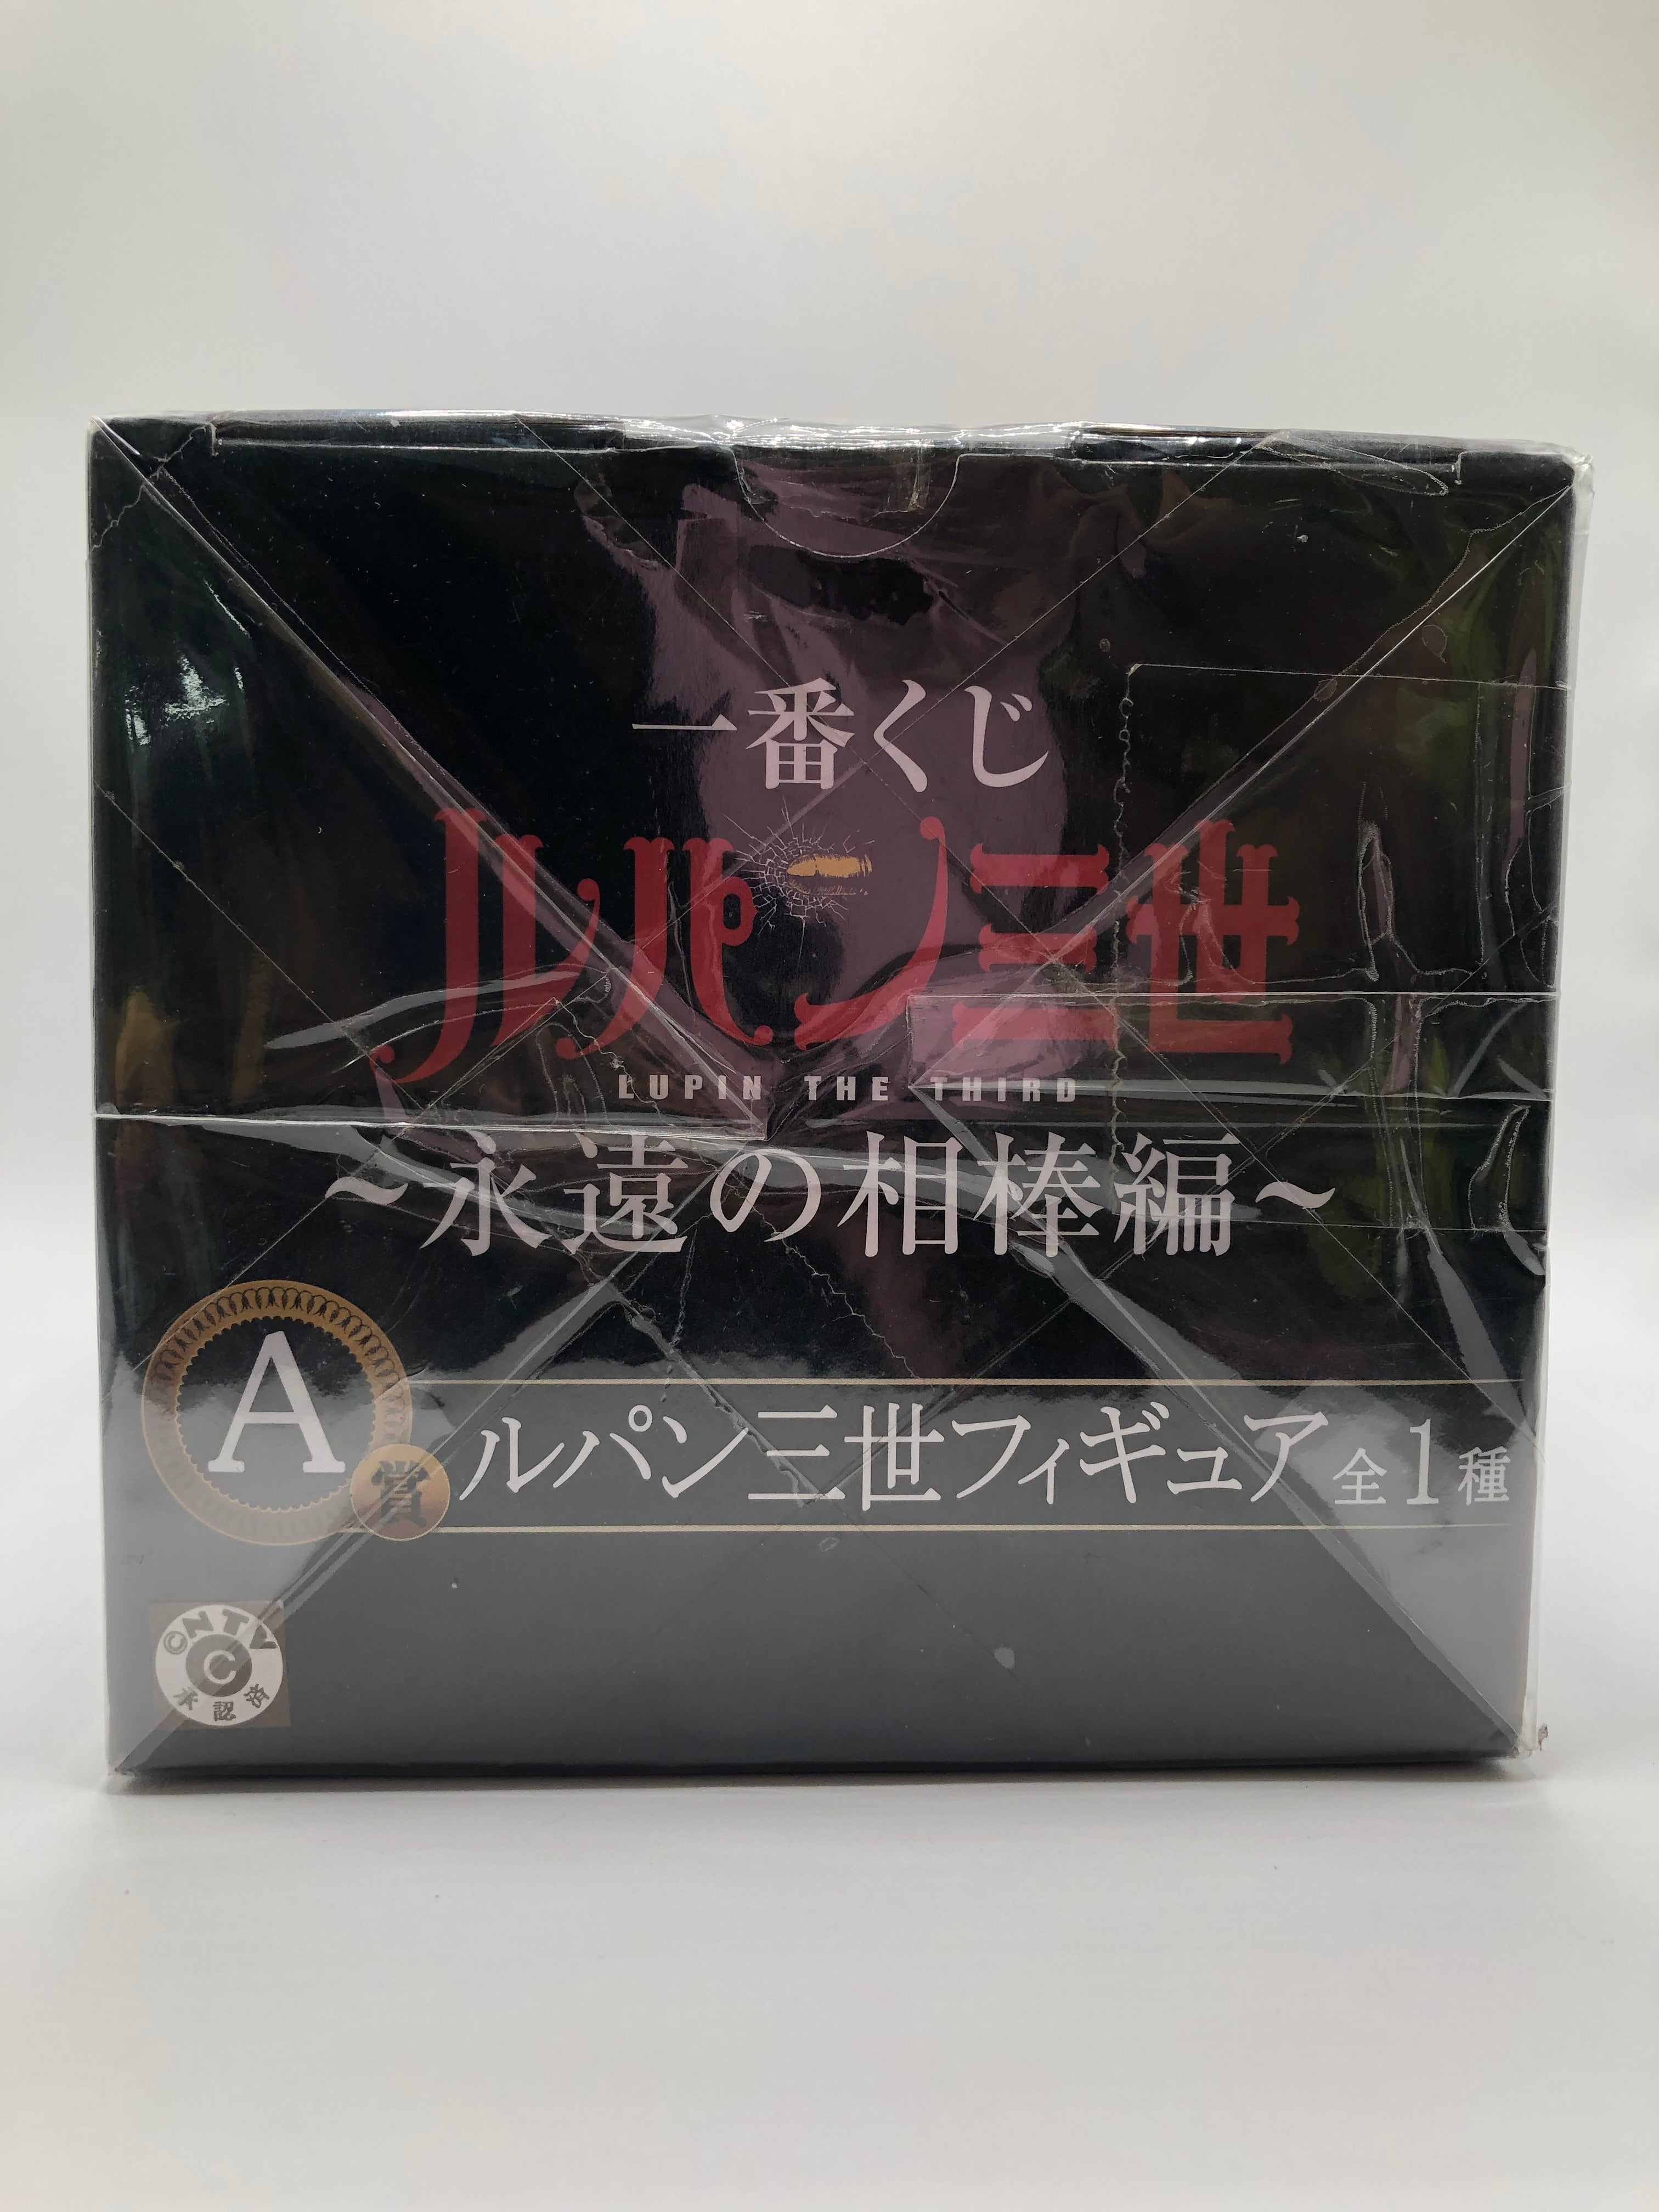 一番くじ
ルパン三世
LUPIN THE THIRD
~永遠の相棒編~
A賞 ルパン三世フィギュア 全1種
©NTV
C
承認済